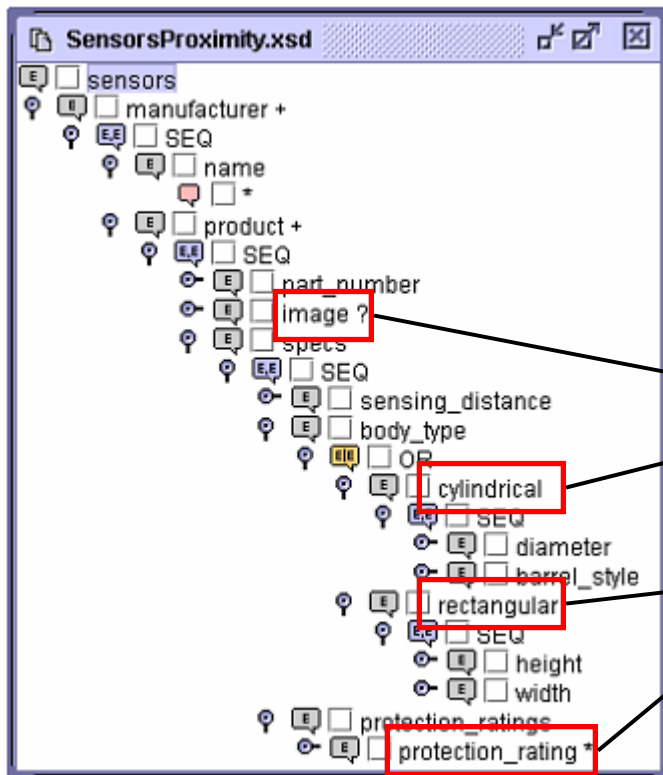 SensorsProximity.xsd
E sensors
E manufacturer +
E,E SEQ
E name
*
E product +
E,E SEQ
E part_number
E image ?
E specs
E,E SEQ
E sensing_distance
E body_type
E|E OR
E cylindrical
E,E SEQ
E diameter
E barrel_style
E rectangular
E,E SEQ
E height
E width
E protection_ratings
E protection_rating *